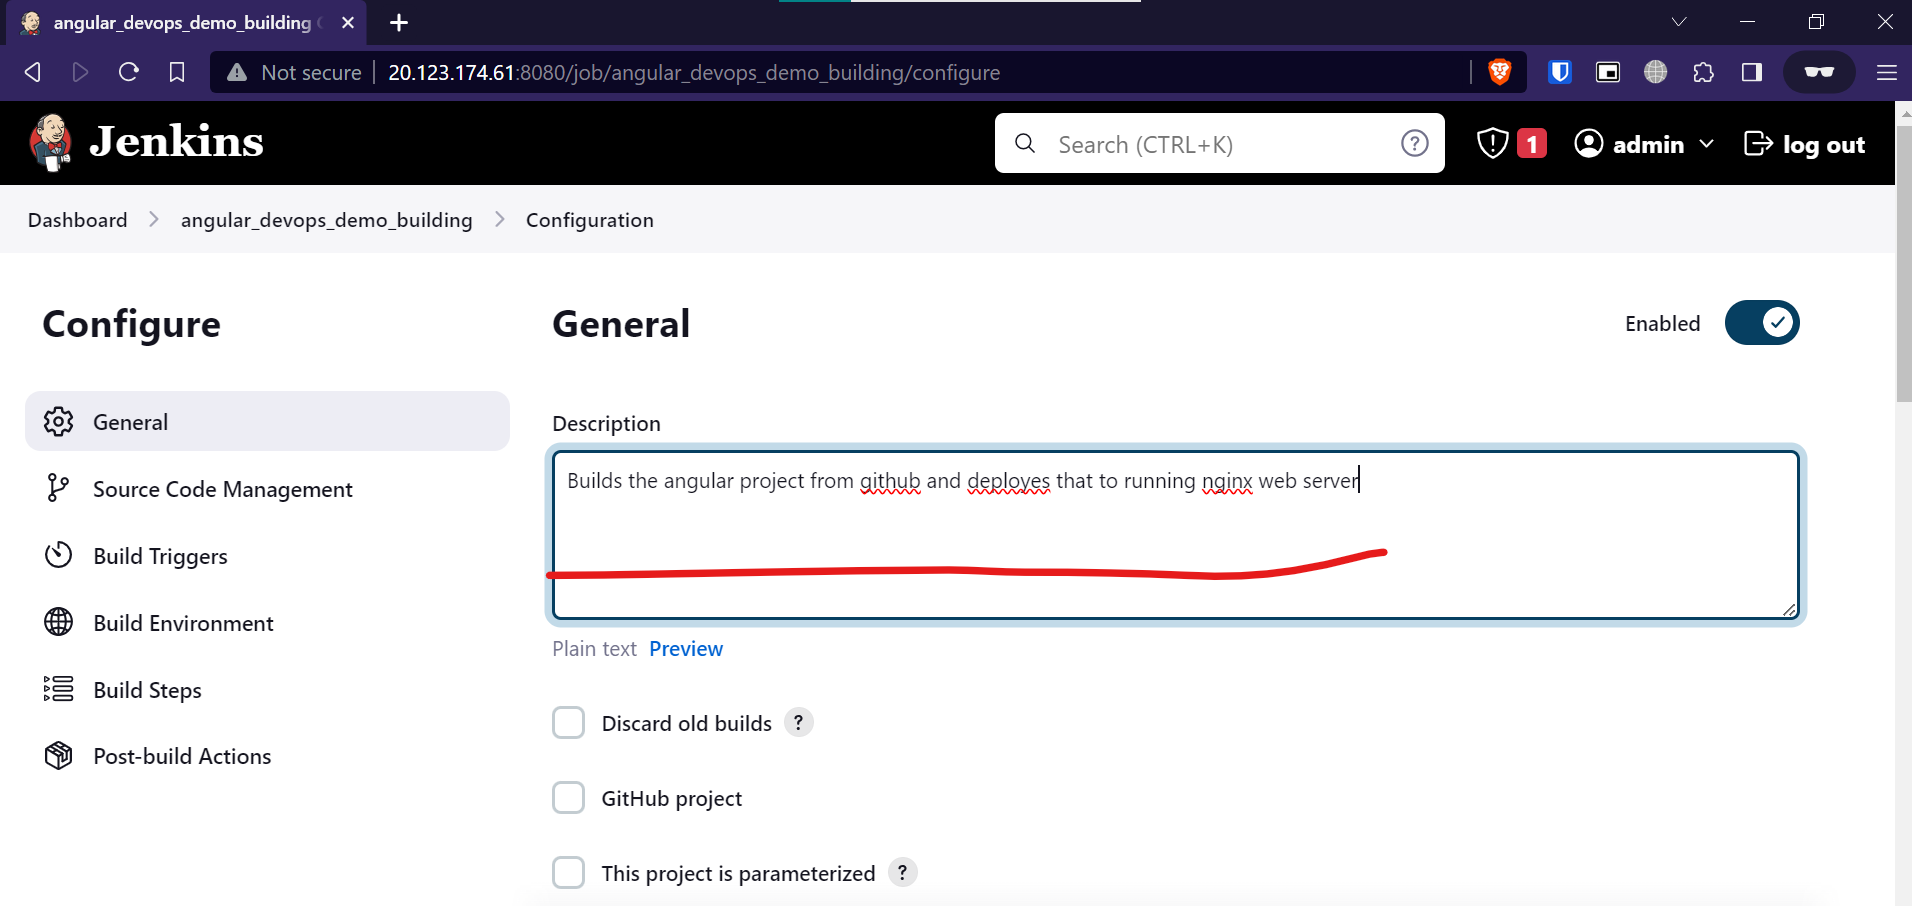 angular_devops_demo_building
Not secure
20.123.174.61:8080/job/angular_devops_demo_building/configure
Jenkins
Search (CTRL+K)
?
1
admin
log out
Dashboard > angular_devops_demo_building > Configuration
Configure
General
Enabled
General
Source Code Management
Build Triggers
Build Environment
Build Steps
Post-build Actions
Description
Builds the angular project from github and deployes that to running nginx web server
Plain text Preview
Discard old builds ?
GitHub project
This project is parameterized ?